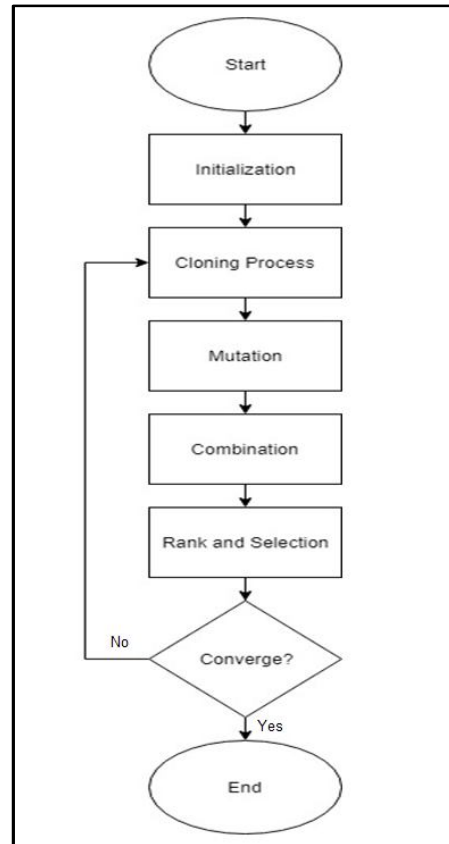 Start
Initialization
Cloning Process
Mutation
Combination
Rank and Selection
No
Converge?
Yes
End